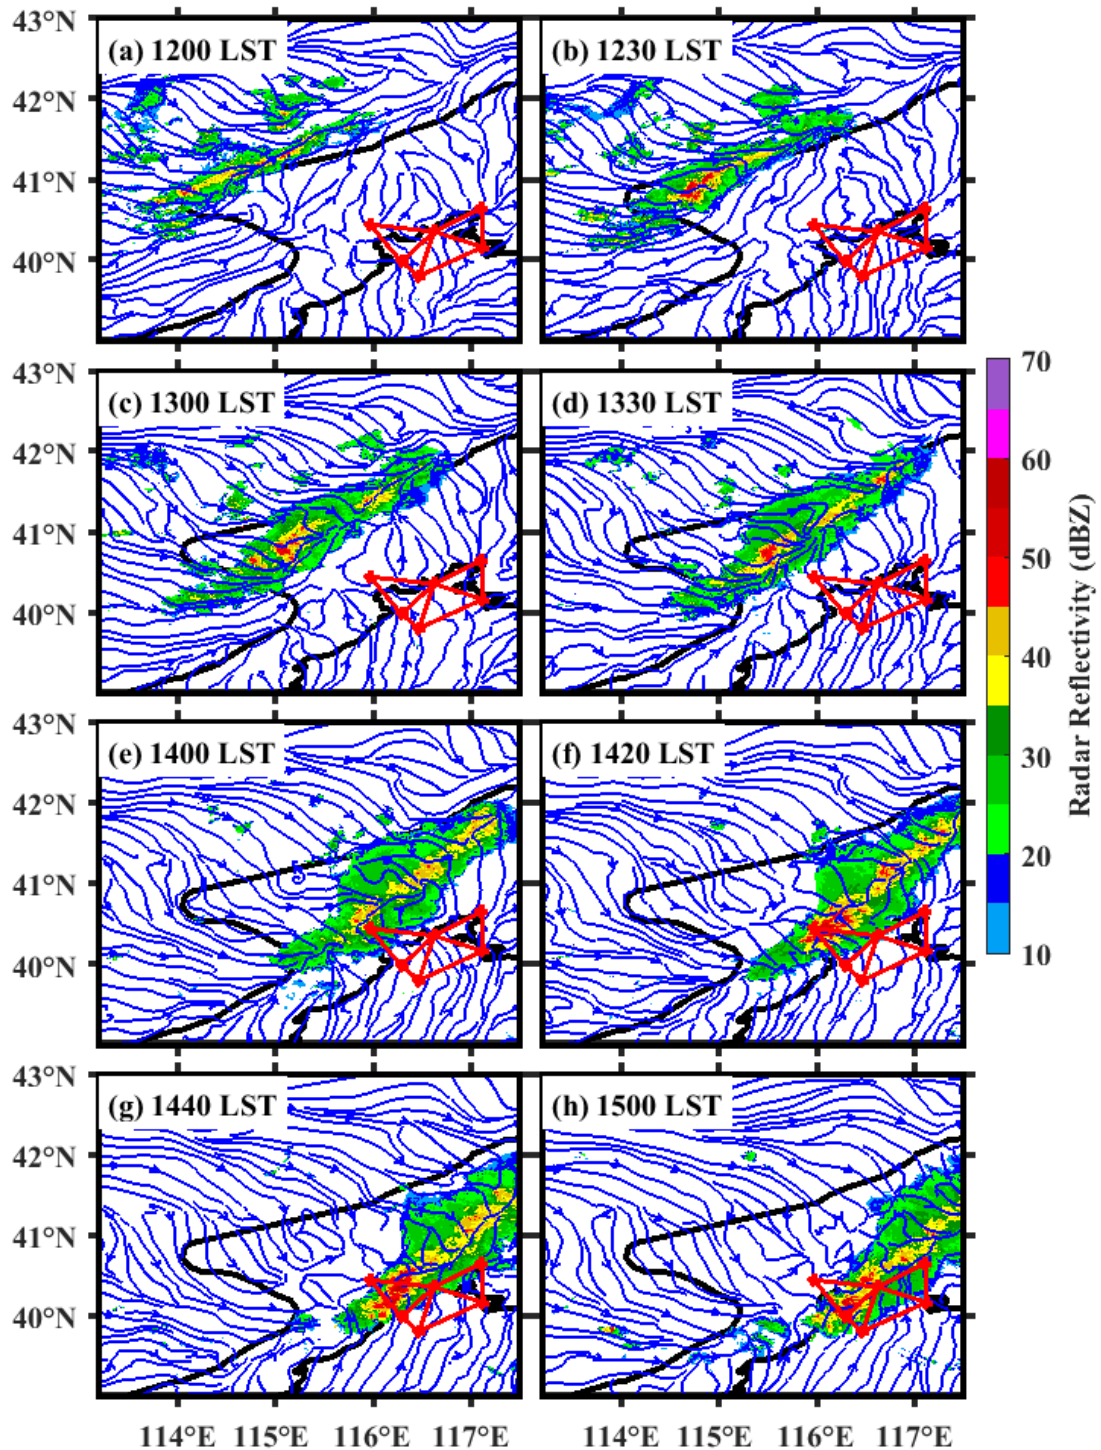 43°N
(a) 1200 LST
(b) 1230 LST
42°N
41°N
40°N
43°N
(c) 1300 LST
(d) 1330 LST
42°N
41°N
40°N
43°N
(e) 1400 LST
(f) 1420 LST
42°N
41°N
40°N
43°N
(g) 1440 LST
(h) 1500 LST
42°N
41°N
40°N
114°E 115°E 116°E 117°E
114°E 115°E 116°E 117°E
70
60
50
40
30
20
10
Radar Reflectivity (dBZ)